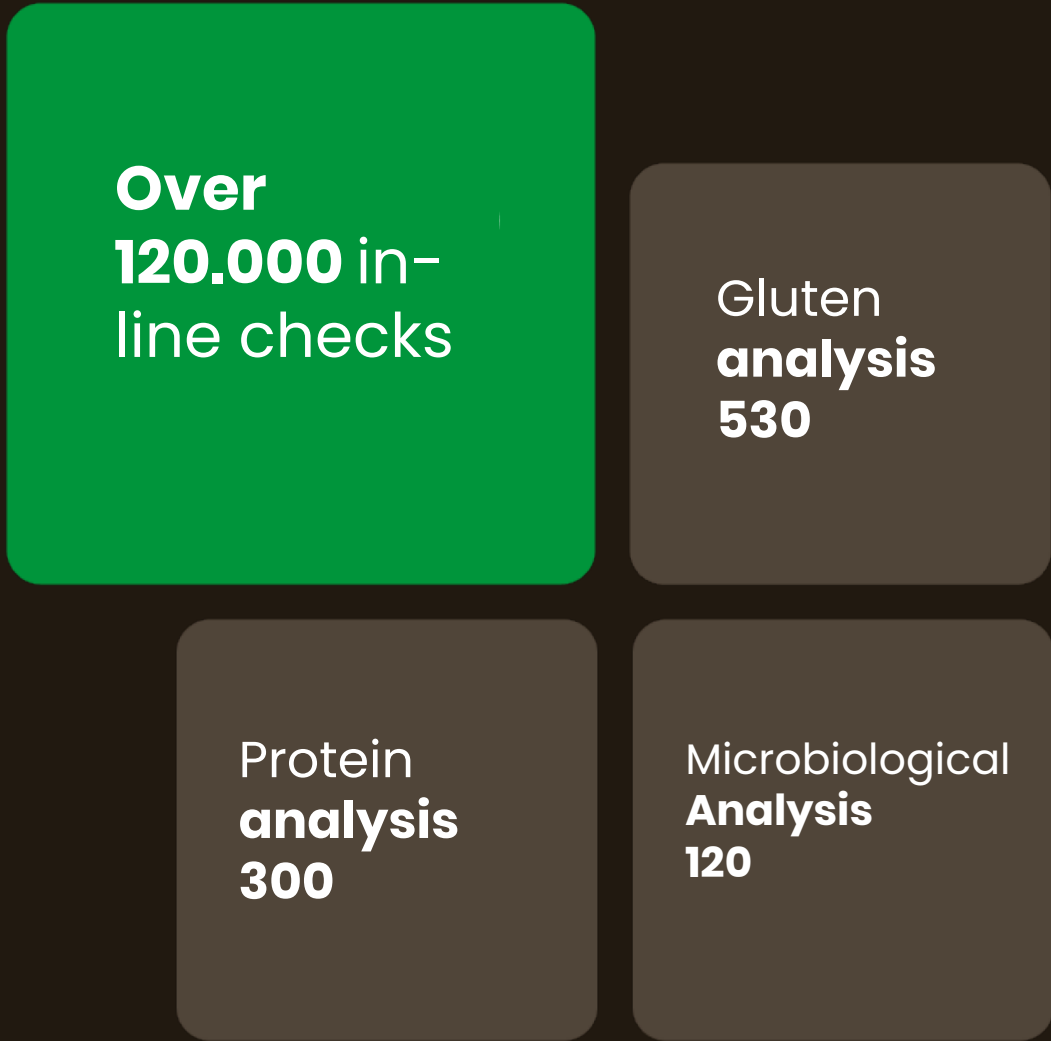 Over
120.000 in-
line checks
Gluten
analysis
530
Protein
analysis
300
Microbiological
Analysis
120